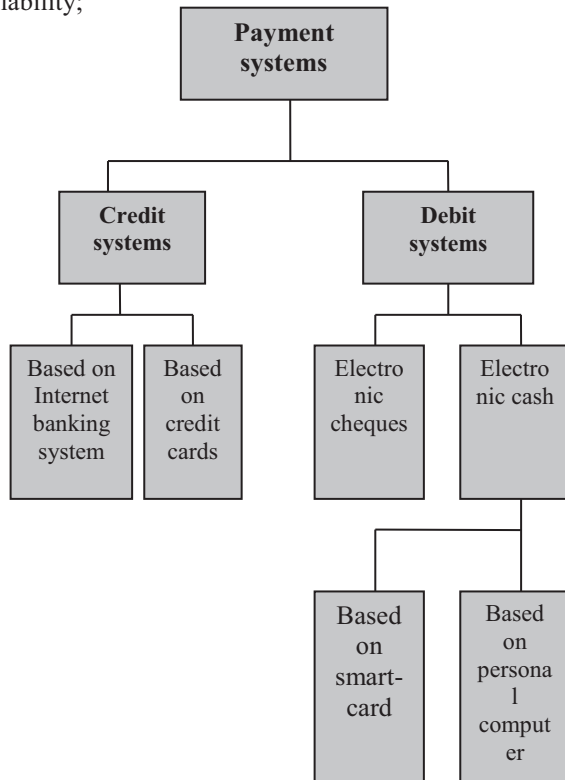 lability;
Payment
systems
Credit
systems
Debit
systems
Based on
Internet
banking
system
Based
on
credit
cards
Electro
nic
cheques
Electro
nic cash
Based
on
smart-
card
Based
on
persona
l
comput
er